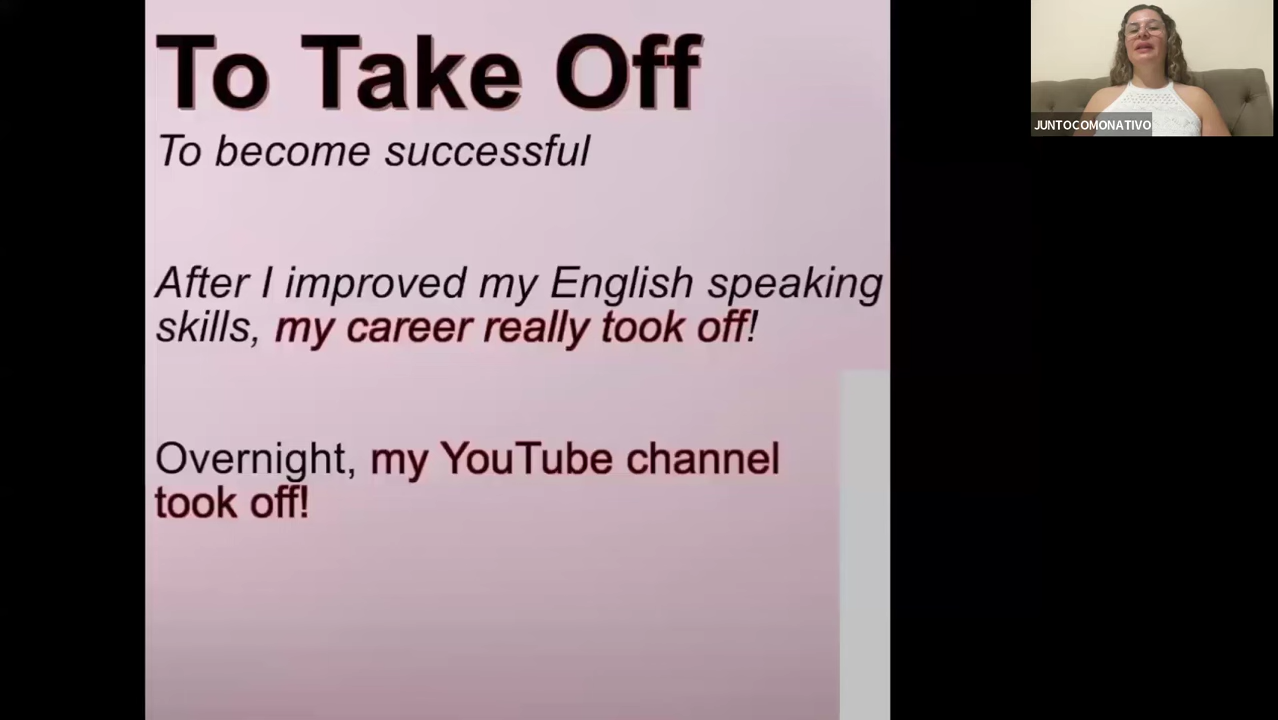 To Take Off
To become successful
After I improved my English speaking
skills, my career really took off!
Overnight, my YouTube channel
took off!
JUNTOCOMONATIVO